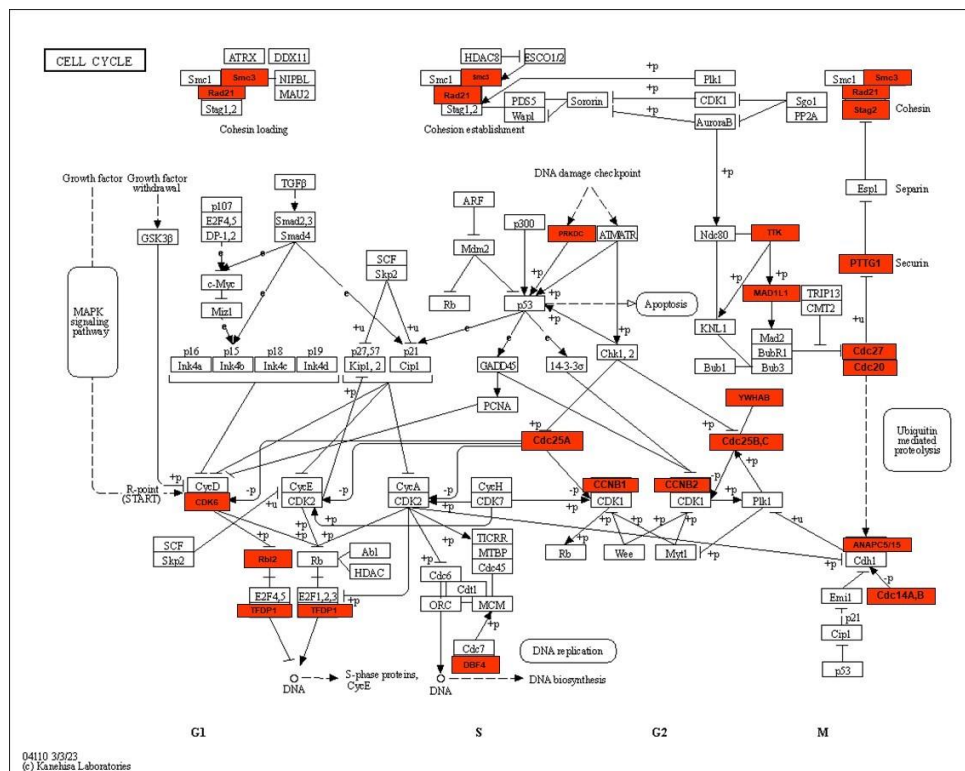 CELL CYCLE
ATRX DDX11
Smc1 Smc3 NIPBL
Rad21 MAU2
Stag1,2
Cohesin loading
HDAC8 ESCO1/2
Smc1
Rad21
Stag1,2
Cohesion establishment
PDS5 Sororin
Wapl
+p Plk1
CDK1 Sgo1
+p PP2A
AuroraB
+p
Smc1 Smc3
Rad21
Stag2 Cohesin
Espl Separin
PTTG1 Securin
Growth factor Growth factor
withdrawal
TGFβ
p107
E2F4,5
DP-1,2
Smad2,3
Smad4
GSK3β
e e e
c-Myc
Miz1
MAPK
signaling
pathway
ARF
Mdm2
Rb
SCF
Skp2
+u +u
DNA damage checkpoint
p300 PRKDC ATM/ATR
+p +p
p53 Apoptosis
+p +p
e e e
Ndc80 TTK
+p +p
MAD1L1 TRIP13
CMT2
KNL1 Mad2
BubR1
Bub1 Bub3
+u
Cdc27
Cdc20
p16 p15 p18 p19 p27,57 p21
Ink4a Ink4b Ink4c Ink4d Kip1, 2 Cip1
+p
GADD45 14-3-3σ Chk1, 2
PCNA
YWHAB
+p +p +p
Cdc25A Cdc25B,C
Ubiquitin
mediated
proteolysis
R-point
(START)
+p CycD CycE CycA CycH CCNB1 CCNB2
CDK6 CDK2 CDK2 CDK7 CDK1 CDK1 Plk1
-p -p -p -p -p +p +p
+u +p +p +p +p +p +p +p +u
SCF
Skp2
Rbl2 Rb Abl
HDAC
E2F4,5 E2F1,2,3
TFDP1 TFDP1 +p
TICRR
MTBP
Cdc45
Cdc6
Cdt1
ORC MCM
+p
Cdc7
DBF4
Rb Wee Myt1 +p
ANAPC5/15
Cdh1
-p
Emi1 Cdc14A,B
p21
Cip1
p53
DNA replication
DNA S-phase proteins,
CycE
DNA DNA biosynthesis
G1 S G2 M
04110 3/3/23
(c) Kanehisa Laboratories